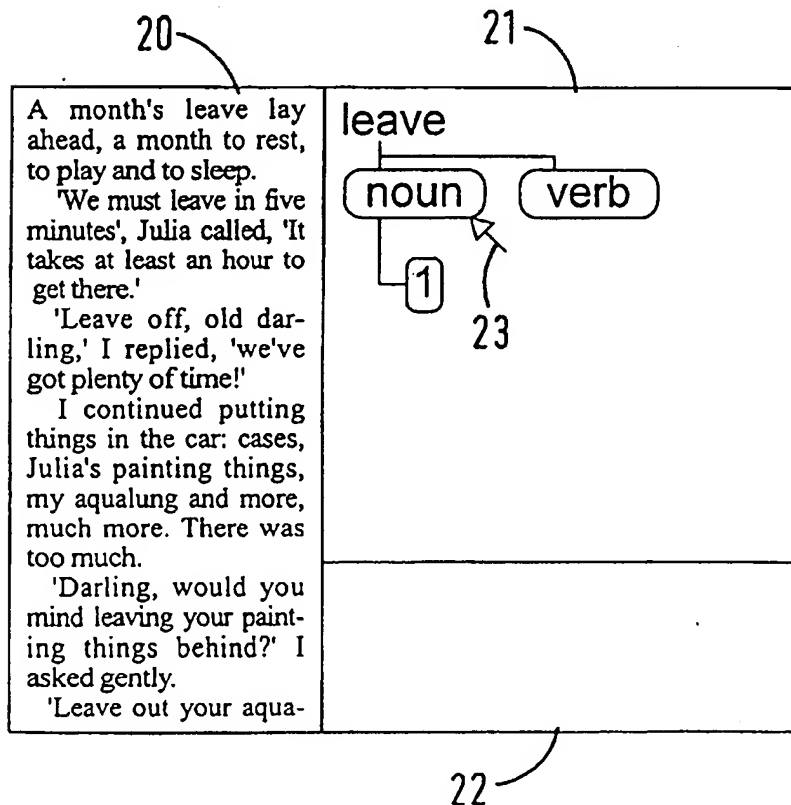 20
21
A month's leave lay
ahead, a month to rest,
to play and to sleep.
'We must leave in five
minutes', Julia called, 'It
takes at least an hour to
get there.'
'Leave off, old dar-
ling,' I replied, 'we've
got plenty of time!'
I continued putting
things in the car: cases,
Julia's painting things,
my aqualung and more,
much more. There was
too much.
'Darling, would you
mind leaving your paint-
ing things behind?' I
asked gently.
'Leave out your aqua-
leave
noun
verb
1
23
22